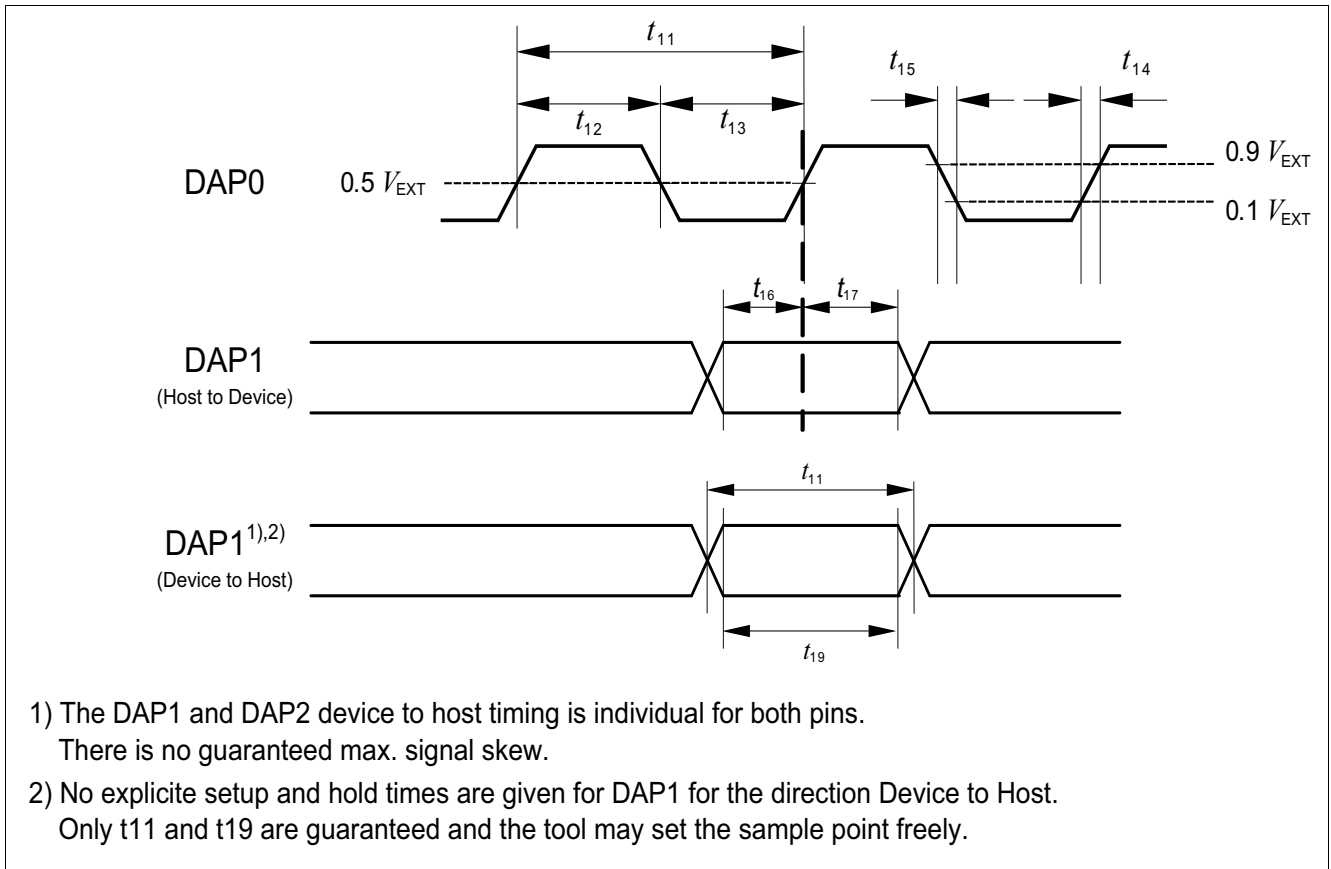 t11
t15
t14
t12
t13
DAP0
0.5 VEXT
0.9 VEXT
0.1 VEXT
t16
t17
DAP1
(Host to Device)
t11
DAP11),2)
(Device to Host)
t19
1) The DAP1 and DAP2 device to host timing is individual for both pins.
There is no guaranteed max. signal skew.
2) No explicite setup and hold times are given for DAP1 for the direction Device to Host.
Only t11 and t19 are guaranteed and the tool may set the sample point freely.